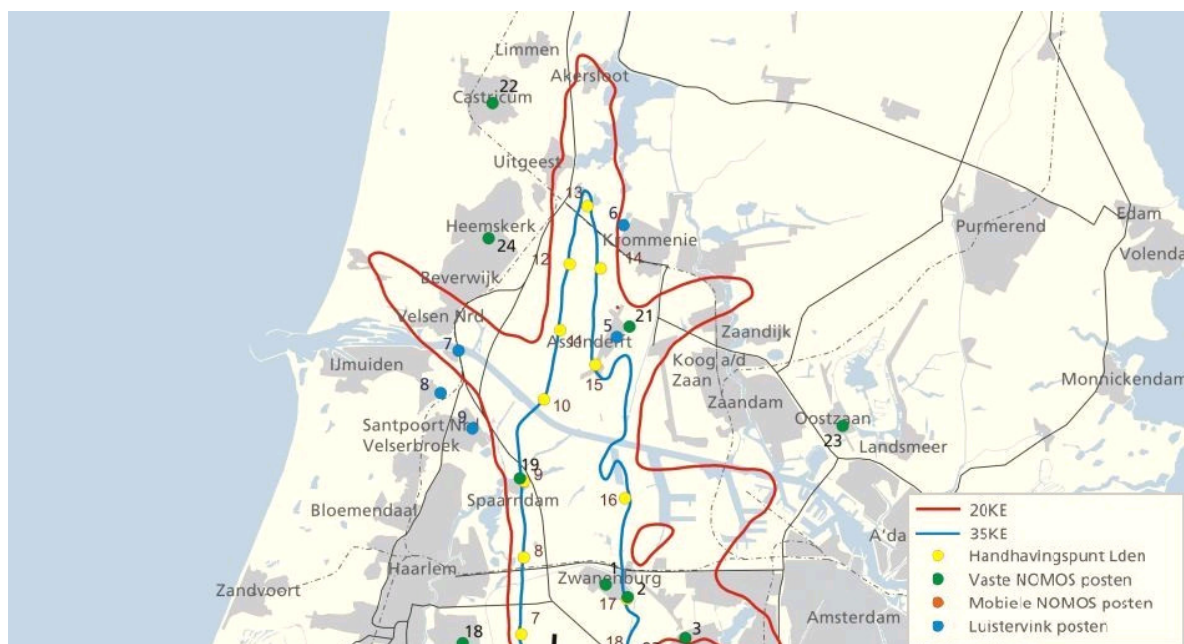 Limmen
Akersloot
22
Castricum
Uitgeest
13
6
Edam
Heemskerk
Krommenie
Purmerend
24
Volenda
12
14
Beverwijk
Velsen Nrd
21
5
Zaandijk
11
Assendelft
7
Koog a/d
Zaan
IJmuiden
15
Monnickendam
8
Zaandam
10
Oostzaan
9
Santpoort Nrd
23
Landsmeer
Velserbroek
19
9
Spaarndam
16
Bloemendaal
20KE
35KE
A'da
8
Handhavingspunt Lden
Haarlem
1
Zwanenburg
Vaste NOMOS posten
Zandvoort
2
17
Mobiele NOMOS posten
Amsterdam
7
Luistervink posten
18
18
3